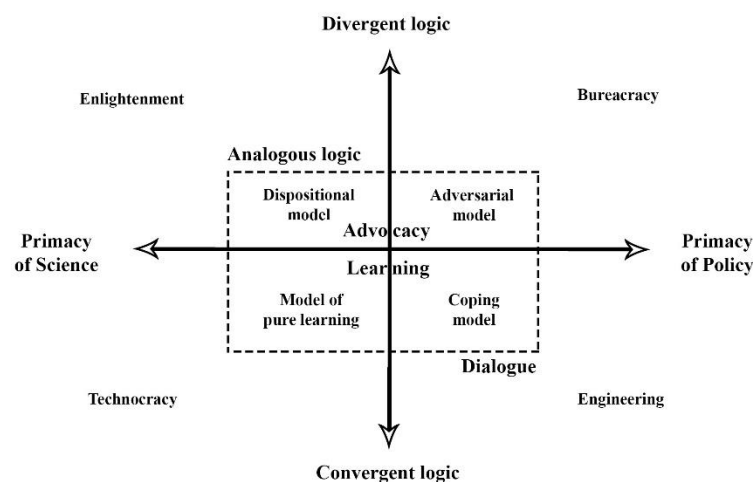 Divergent logic
Enlightenment
Bureacracy
Analogous logic
Dispositional
model
Adversarial
model
Advocacy
Primacy
of Science
Primacy
of Policy
Learning
Model of
pure learning
Coping
model
Dialogue
Technocracy
Engineering
Convergent logic